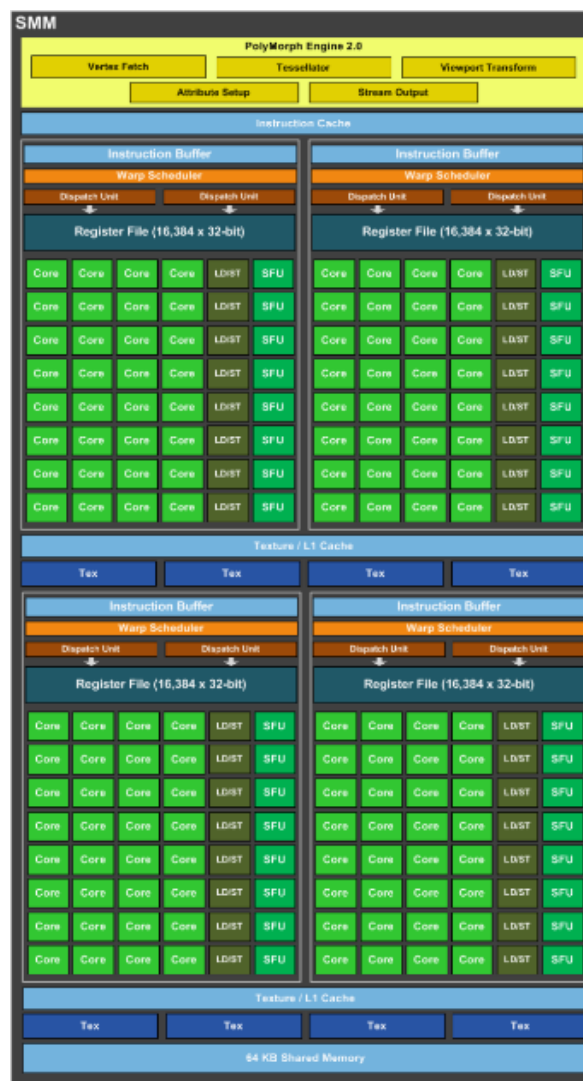 SMM
PolyMorph Engine 2.0
Vertex Fetch Tessellator Viewport Transform
Attribute Setup Stream Output
Instruction Cache
Instruction Buffer Instruction Buffer
Warp Scheduler Warp Scheduler
Dispatch Unit Dispatch Unit Dispatch Unit Dispatch Unit
Register File (16,384 x 32-bit) Register File (16,384 x 32-bit)
Core Core Core Core LD/ST SFU Core Core Core Core LD/ST SFU
Core Core Core Core LD/ST SFU Core Core Core Core LD/ST SFU
Core Core Core Core LD/ST SFU Core Core Core Core LD/ST SFU
Core Core Core Core LD/ST SFU Core Core Core Core LD/ST SFU
Core Core Core Core LD/ST SFU Core Core Core Core LD/ST SFU
Core Core Core Core LD/ST SFU Core Core Core Core LD/ST SFU
Core Core Core Core LD/ST SFU Core Core Core Core LD/ST SFU
Core Core Core Core LD/ST SFU Core Core Core Core LD/ST SFU
Texture / L1 Cache
Tex Tex Tex Tex
Instruction Buffer Instruction Buffer
Warp Scheduler Warp Scheduler
Dispatch Unit Dispatch Unit Dispatch Unit Dispatch Unit
Register File (16,384 x 32-bit) Register File (16,384 x 32-bit)
Core Core Core Core LD/ST SFU Core Core Core Core LD/ST SFU
Core Core Core Core LD/ST SFU Core Core Core Core LD/ST SFU
Core Core Core Core LD/ST SFU Core Core Core Core LD/ST SFU
Core Core Core Core LD/ST SFU Core Core Core Core LD/ST SFU
Core Core Core Core LD/ST SFU Core Core Core Core LD/ST SFU
Core Core Core Core LD/ST SFU Core Core Core Core LD/ST SFU
Core Core Core Core LD/ST SFU Core Core Core Core LD/ST SFU
Core Core Core Core LD/ST SFU Core Core Core Core LD/ST SFU
Texture / L1 Cache
Tex Tex Tex Tex
64 KB Shared Memory